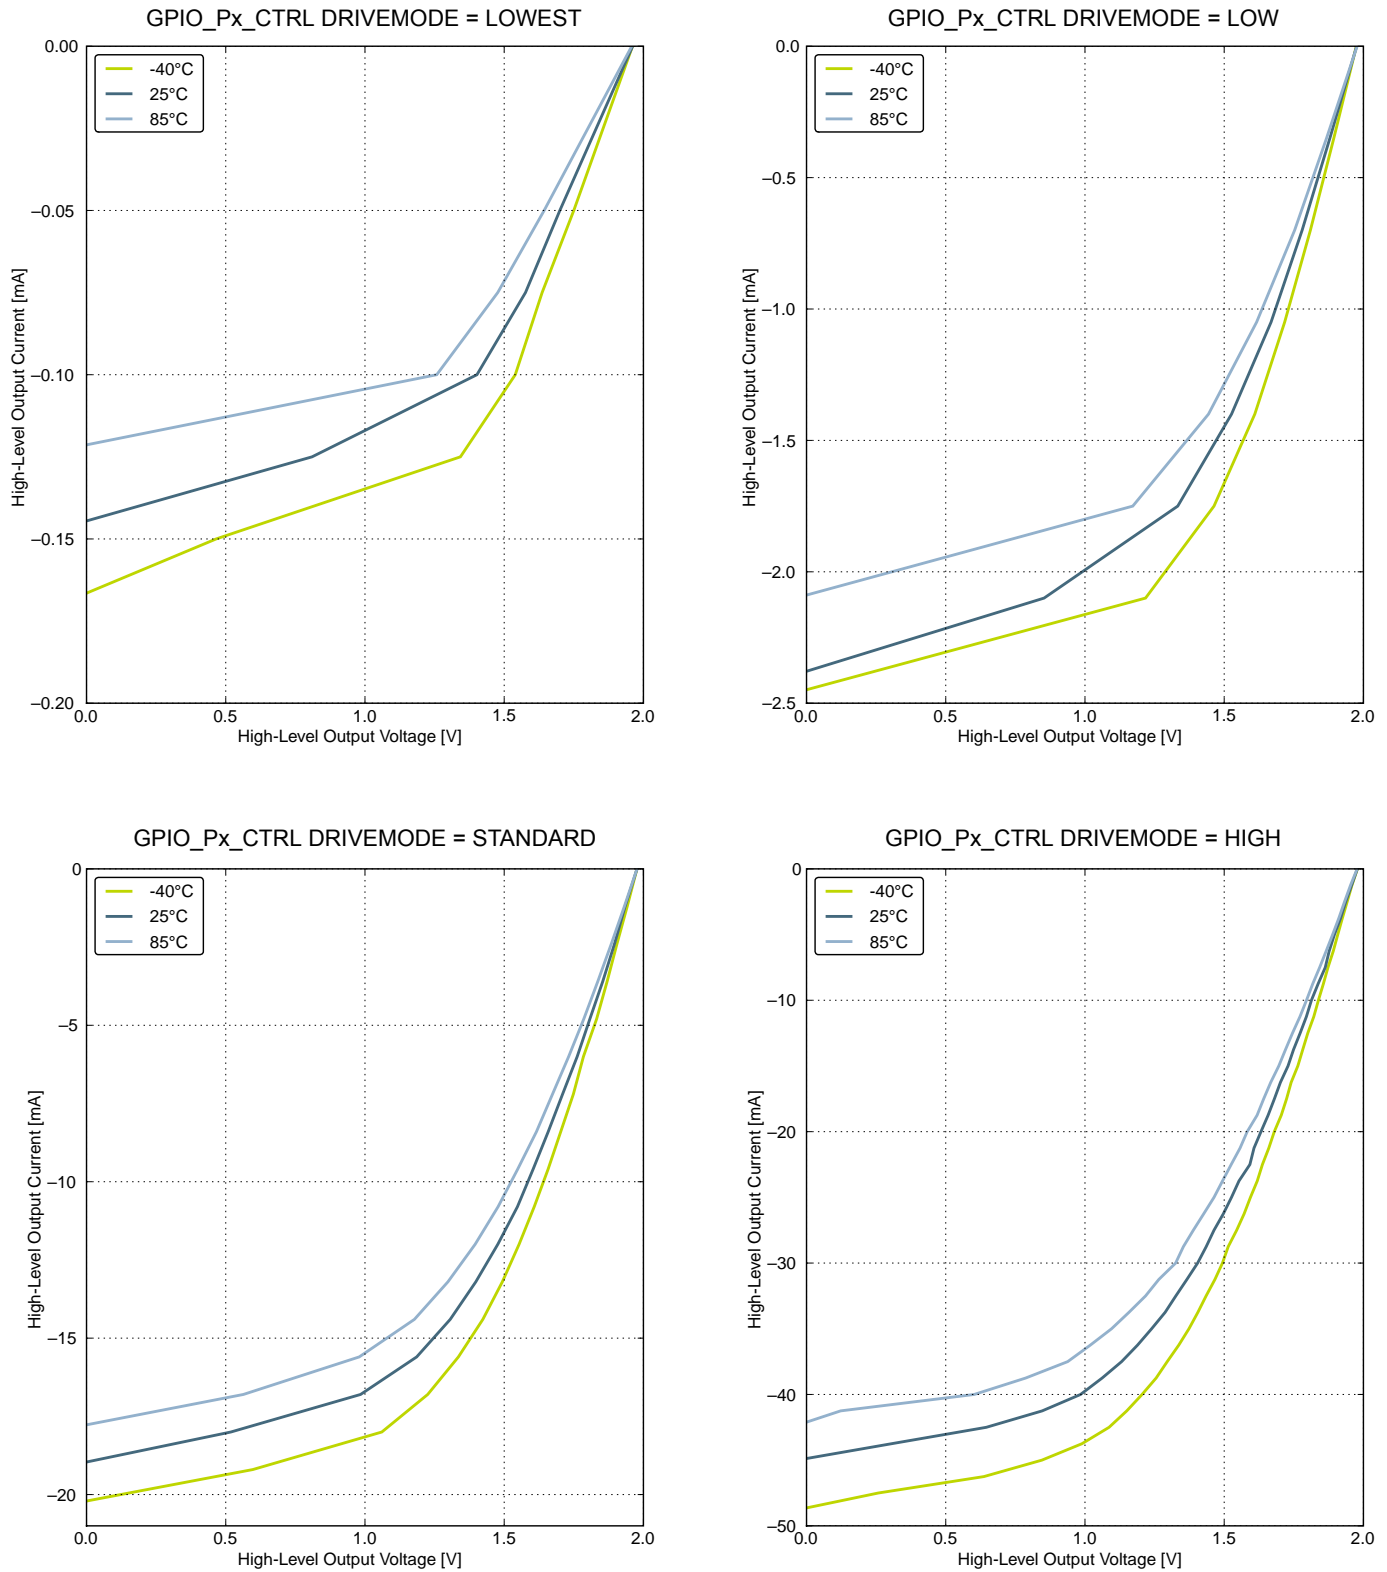 GPIO_Px_CTRL DRIVEMODE = LOWEST
0.00
–0.05
–0.10
–0.15
–0.20
High-Level Output Current [mA]
-40°C
25°C
85°C
0.0 0.5 1.0 1.5 2.0
High-Level Output Voltage [V]
GPIO_Px_CTRL DRIVEMODE = LOW
0.0
–0.5
–1.0
–1.5
–2.0
–2.5
High-Level Output Current [mA]
-40°C
25°C
85°C
0.0 0.5 1.0 1.5 2.0
High-Level Output Voltage [V]
GPIO_Px_CTRL DRIVEMODE = STANDARD
0
–5
–10
–15
–20
High-Level Output Current [mA]
-40°C
25°C
85°C
0.0 0.5 1.0 1.5 2.0
High-Level Output Voltage [V]
GPIO_Px_CTRL DRIVEMODE = HIGH
0
–10
–20
–30
–40
–50
High-Level Output Current [mA]
-40°C
25°C
85°C
0.0 0.5 1.0 1.5 2.0
High-Level Output Voltage [V]